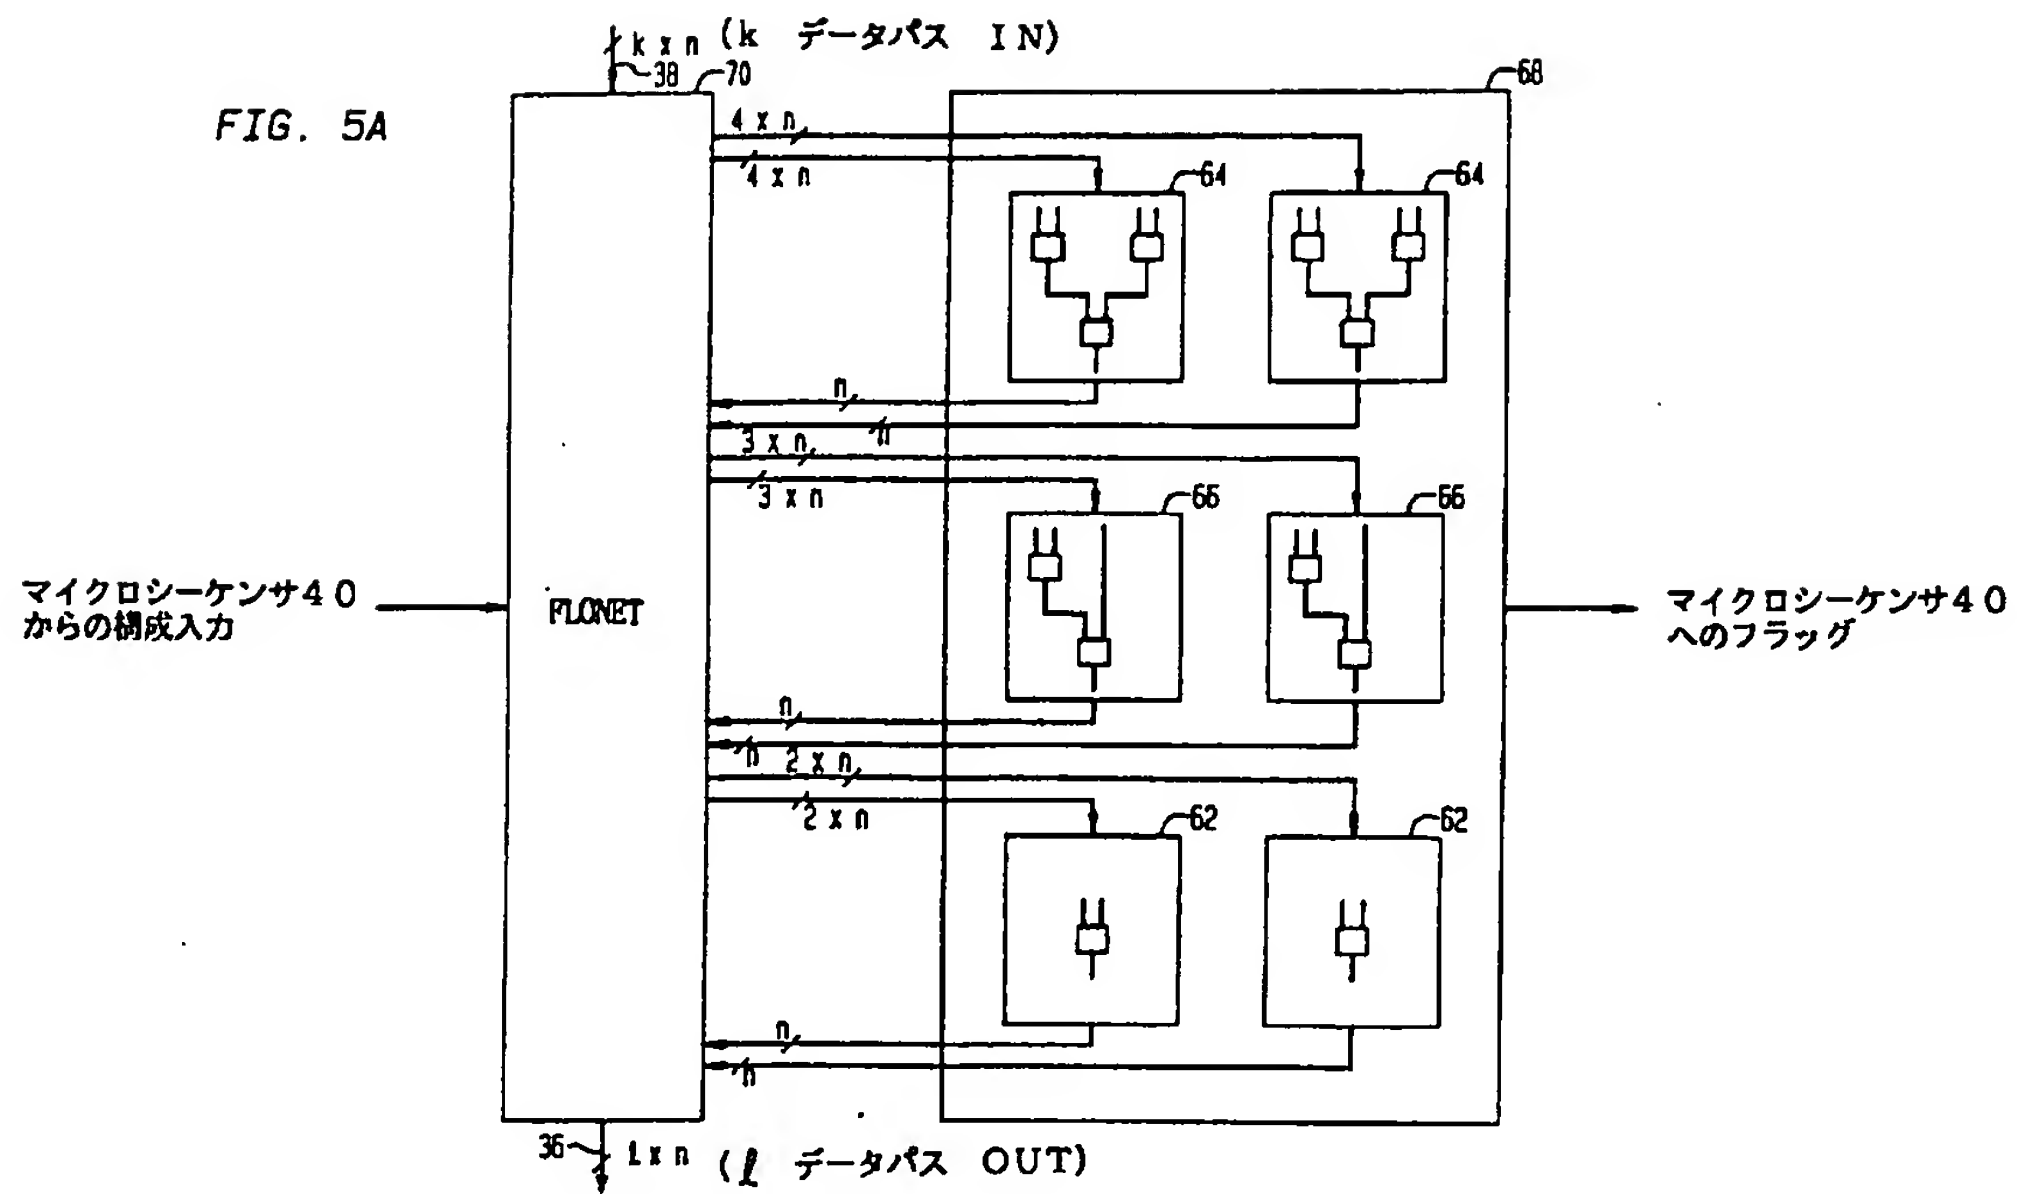 k x n (k データパス IN)
38
70
68
FIG. 5A
4 x n
4 x n
64
64
n
n
3 x n
3 x n
66
66
マイクロシーケンサ40
からの構成入力
FLONET
マイクロシーケンサ40
へのフラッグ
n
n
2 x n
2 x n
62
62
n
n
36
l x n (ℓ データパス OUT)